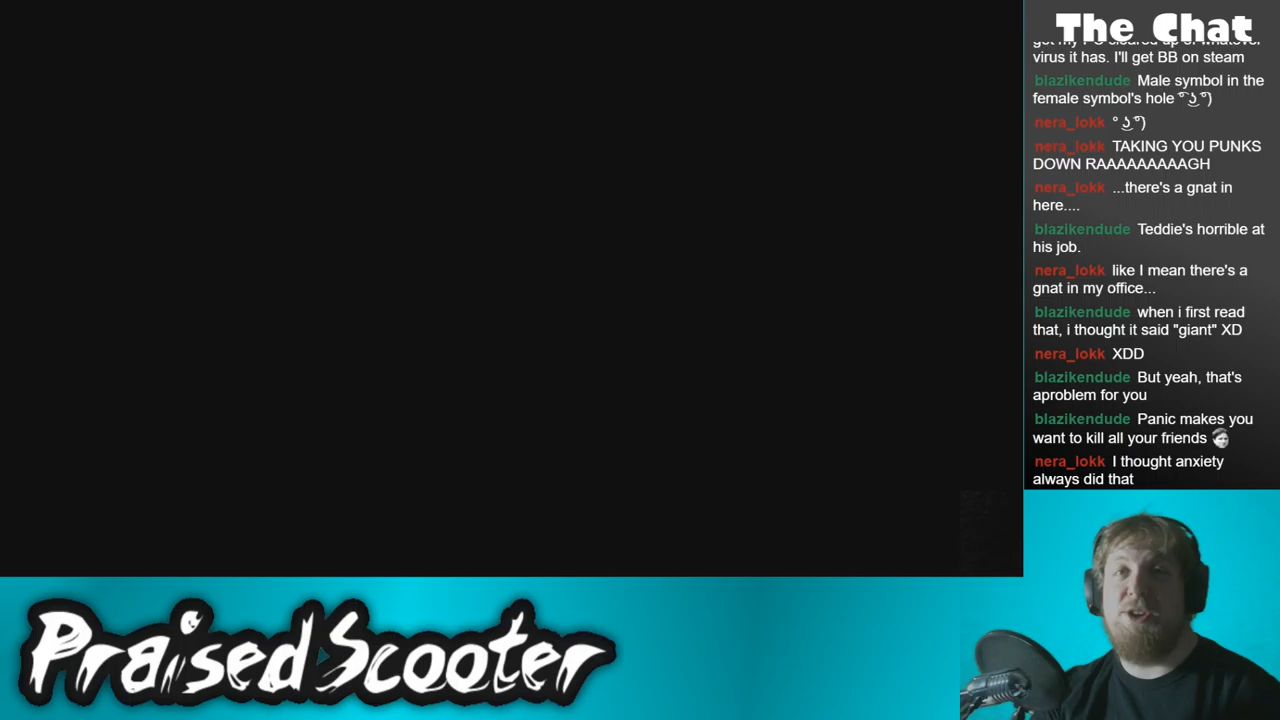 The Chat
virus it has. I'll get BB on steam
blazikendude Male symbol in the
female symbol's hole ͡° ͜ʖ ͡°)
nera_lokk ° ͜ʖ ͡°)
nera_lokk TAKING YOU PUNKS
DOWN RAAAAAAAAAGH
nera_lokk ...there's a gnat in
here....
blazikendude Teddie's horrible at
his job.
nera_lokk like I mean there's a
gnat in my office...
blazikendude when i first read
that, i thought it said "giant" XD
nera_lokk XDD
blazikendude But yeah, that's
aproblem for you
blazikendude Panic makes you
want to kill all your friends
nera_lokk I thought anxiety
always did that
PraisedScooter